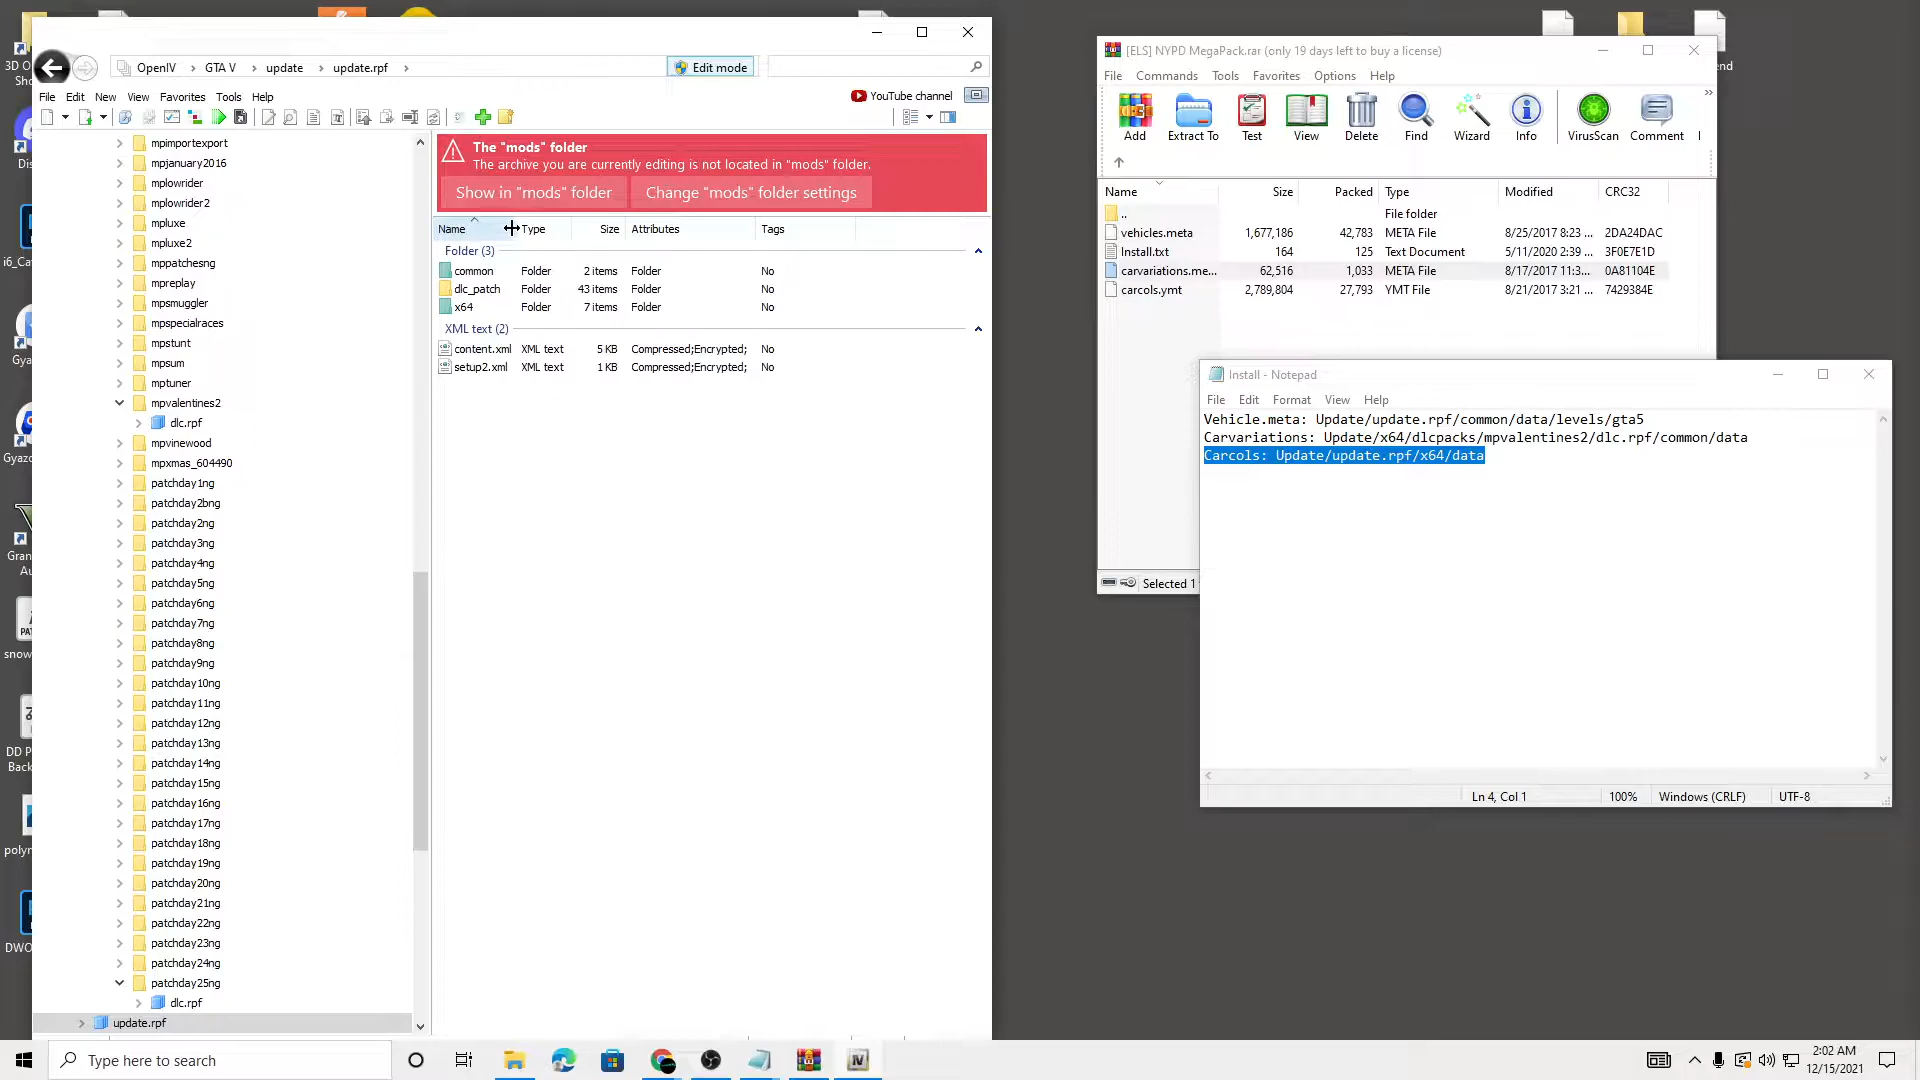 OpenIV
GTA V
update
update.rpf
Edit mode
File Edit New View Favorites Tools Help
YouTube channel
mpimportexport
mpjanuary2016
mplowrider
mplowrider2
mpluxe
mpluxe2
mppatchesng
mpreplay
mpsmuggler
mpspecialraces
mpstunt
mpsum
mptuner
mpvalentines2
dlc.rpf
mpvinewood
mpxmas_604490
patchday1ng
patchday2bng
patchday2ng
patchday3ng
patchday4ng
patchday5ng
patchday6ng
patchday7ng
patchday8ng
patchday9ng
patchday10ng
patchday11ng
patchday12ng
patchday13ng
patchday14ng
patchday15ng
patchday16ng
patchday17ng
patchday18ng
patchday19ng
patchday20ng
patchday21ng
patchday22ng
patchday23ng
patchday24ng
patchday25ng
dlc.rpf
update.rpf
The "mods" folder
The archive you are currently editing is not located in "mods" folder.
Show in "mods" folder
Change "mods" folder settings
Name Type Size Attributes Tags
Folder (3)
common Folder 2 items Folder No
dlc_patch Folder 43 items Folder No
x64 Folder 7 items Folder No
XML text (2)
content.xml XML text 5 KB Compressed;Encrypted; No
setup2.xml XML text 1 KB Compressed;Encrypted; No
[ELS] NYPD MegaPack.rar (only 19 days left to buy a license)
File Commands Tools Favorites Options Help
Add Extract To Test View Delete Find Wizard Info VirusScan Comment
Name Size Packed Type Modified CRC32
.. File folder
vehicles.meta 1,677,186 42,783 META File 8/25/2017 8:23 ... 2DA24DAC
Install.txt 164 125 Text Document 5/11/2020 2:39 ... 3F0E7E1D
carvariations.me... 62,516 1,033 META File 8/17/2017 11:3... 0A81104E
carcols.ymt 2,789,804 27,793 YMT File 8/21/2017 3:21 ... 7429384E
Selected 1
Install - Notepad
File Edit Format View Help
Vehicle.meta: Update/update.rpf/common/data/levels/gta5
Carvariations: Update/x64/dlcpacks/mpvalentines2/dlc.rpf/common/data
Carcols: Update/update.rpf/x64/data
Ln 4, Col 1 100% Windows (CRLF) UTF-8
3D O
Sho
Dis
i6_Ca
Gya
Gyazo
Gran
Au
snow
DD P
Back
polyr
DWO
end
Type here to search
2:02 AM
12/15/2021